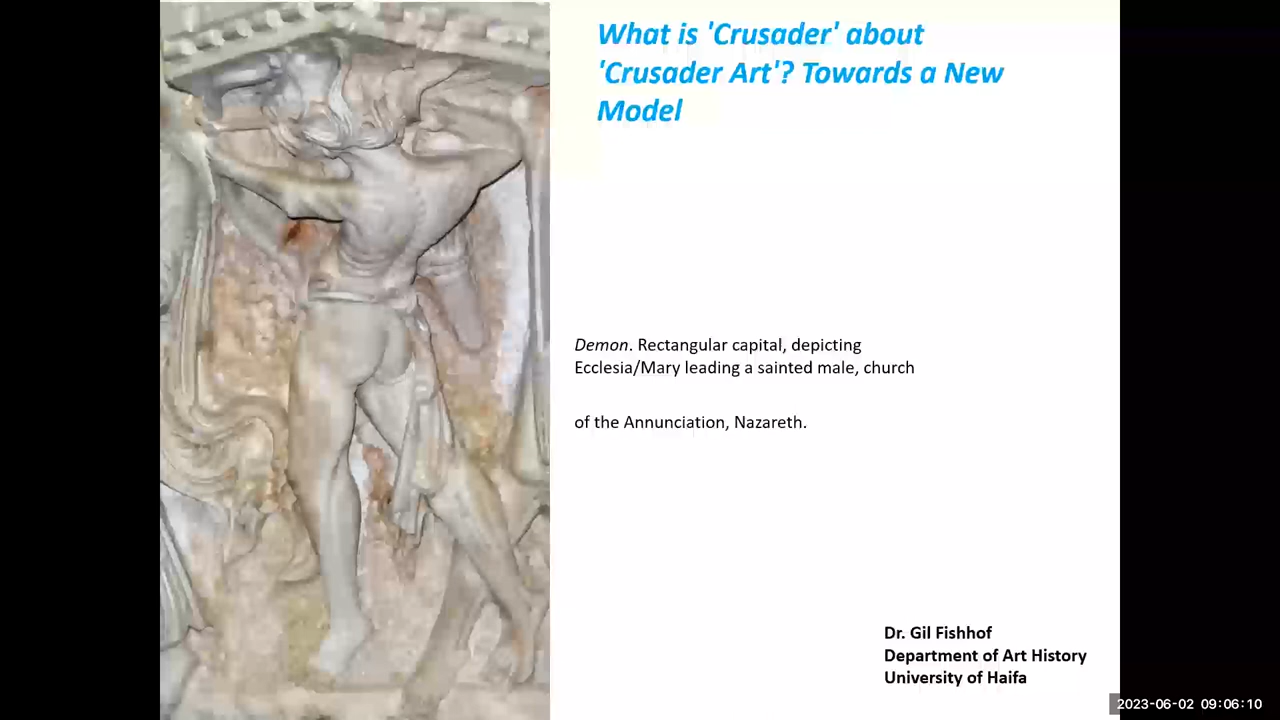 What is 'Crusader' about
'Crusader Art'? Towards a New
Model
Demon. Rectangular capital, depicting
Ecclesia/Mary leading a sainted male, church
of the Annunciation, Nazareth.
Dr. Gil Fishhof
Department of Art History
University of Haifa
2023-06-02 09:06:10